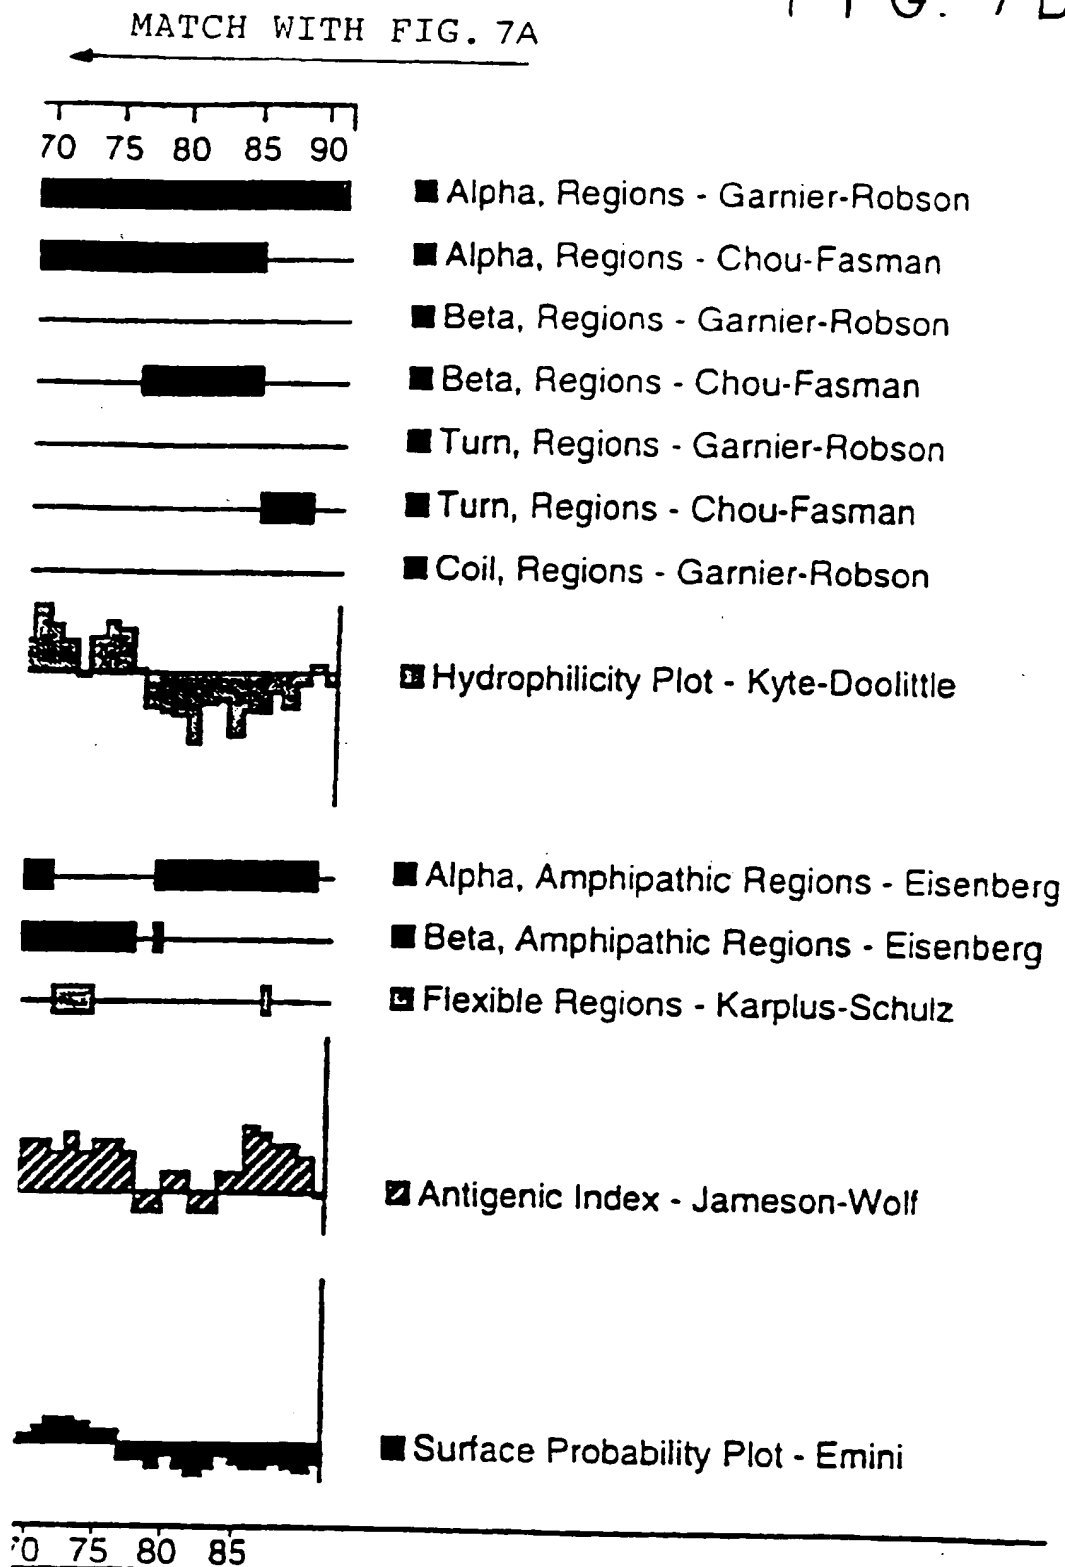 FIG. 7B
MATCH WITH FIG. 7A
70 75 80 85 90
Alpha, Regions - Garnier-Robson
Alpha, Regions - Chou-Fasman
Beta, Regions - Garnier-Robson
Beta, Regions - Chou-Fasman
Turn, Regions - Garnier-Robson
Turn, Regions - Chou-Fasman
Coil, Regions - Garnier-Robson
Hydrophilicity Plot - Kyte-Doolittle
Alpha, Amphipathic Regions - Eisenberg
Beta, Amphipathic Regions - Eisenberg
Flexible Regions - Karplus-Schulz
Antigenic Index - Jameson-Wolf
Surface Probability Plot - Emini
70 75 80 85